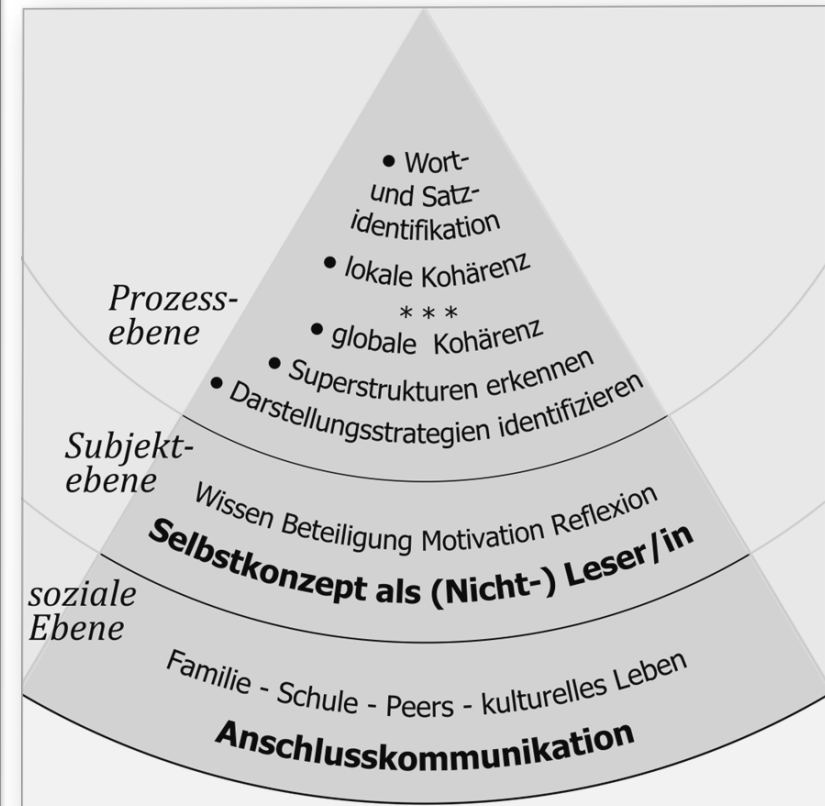 • Wort-
und Satz-
identifikation
• lokale Kohärenz
* * *
• globale Kohärenz
• Superstrukturen erkennen
• Darstellungsstrategien identifizieren
Prozess-
ebene
Subjekt-
ebene
Wissen Beteiligung Motivation Reflexion
Selbstkonzept als (Nicht-) Leser/in
soziale
Ebene
Familie - Schule - Peers - kulturelles Leben
Anschlusskommunikation